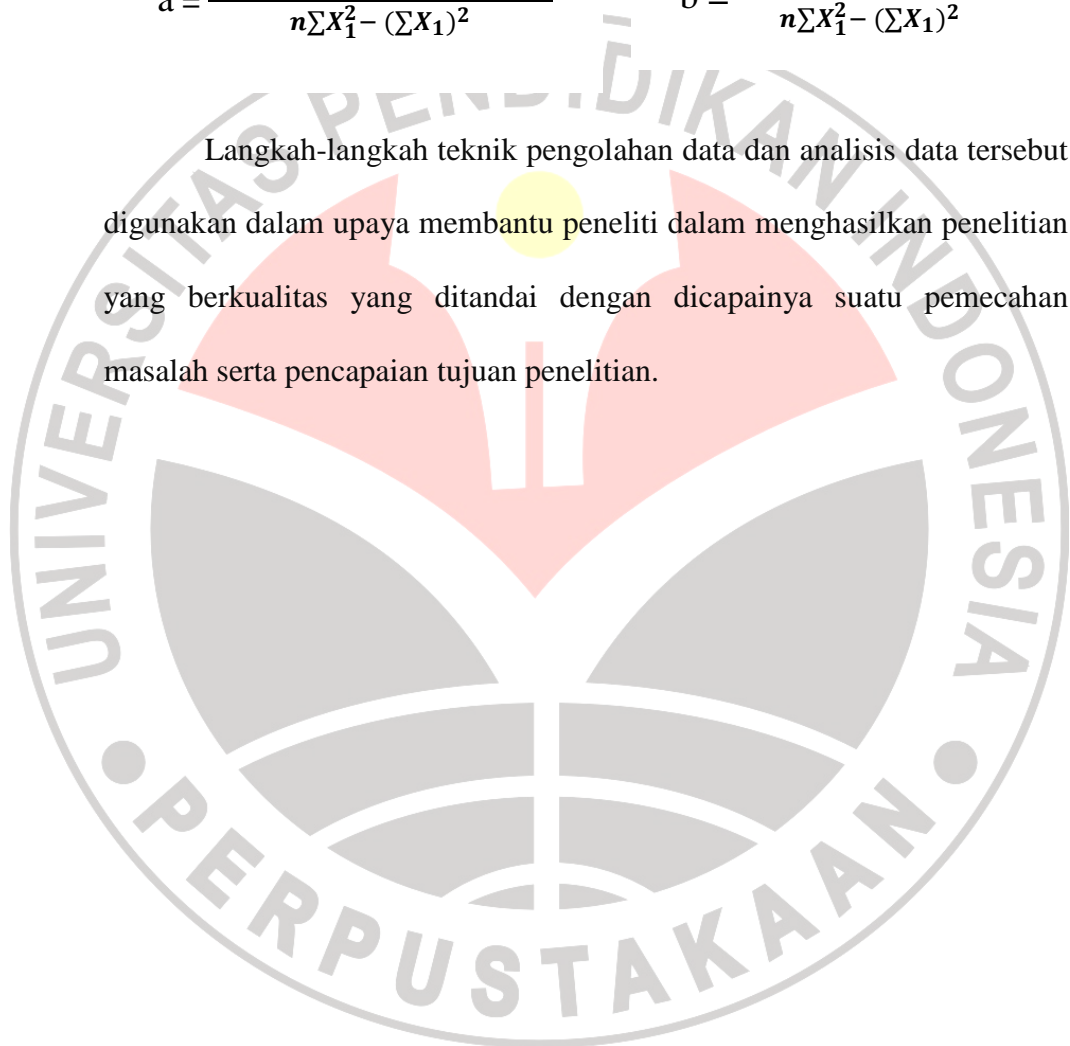 a = n∑X₁² − (∑X₁)² b = n∑X₁² − (∑X₁)²
Langkah-langkah teknik pengolahan data dan analisis data tersebut
digunakan dalam upaya membantu peneliti dalam menghasilkan penelitian
yang berkualitas yang ditandai dengan dicapainya suatu pemecahan
masalah serta pencapaian tujuan penelitian.
UNIVERSITAS PENDIDIKAN INDONESIA
PERPUSTAKAAN